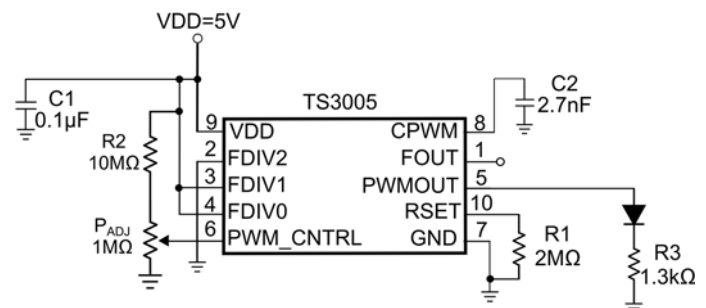 VDD=5V
C1
0.1µF
R2
10MΩ
PADJ
1MΩ
TS3005
9
VDD
2
FDIV2
3
FDIV1
4
FDIV0
6
PWM_CNTRL
CPWM
8
FOUT
1
PWMOUT
5
RSET
10
GND
7
C2
2.7nF
R1
2MΩ
R3
1.3kΩ